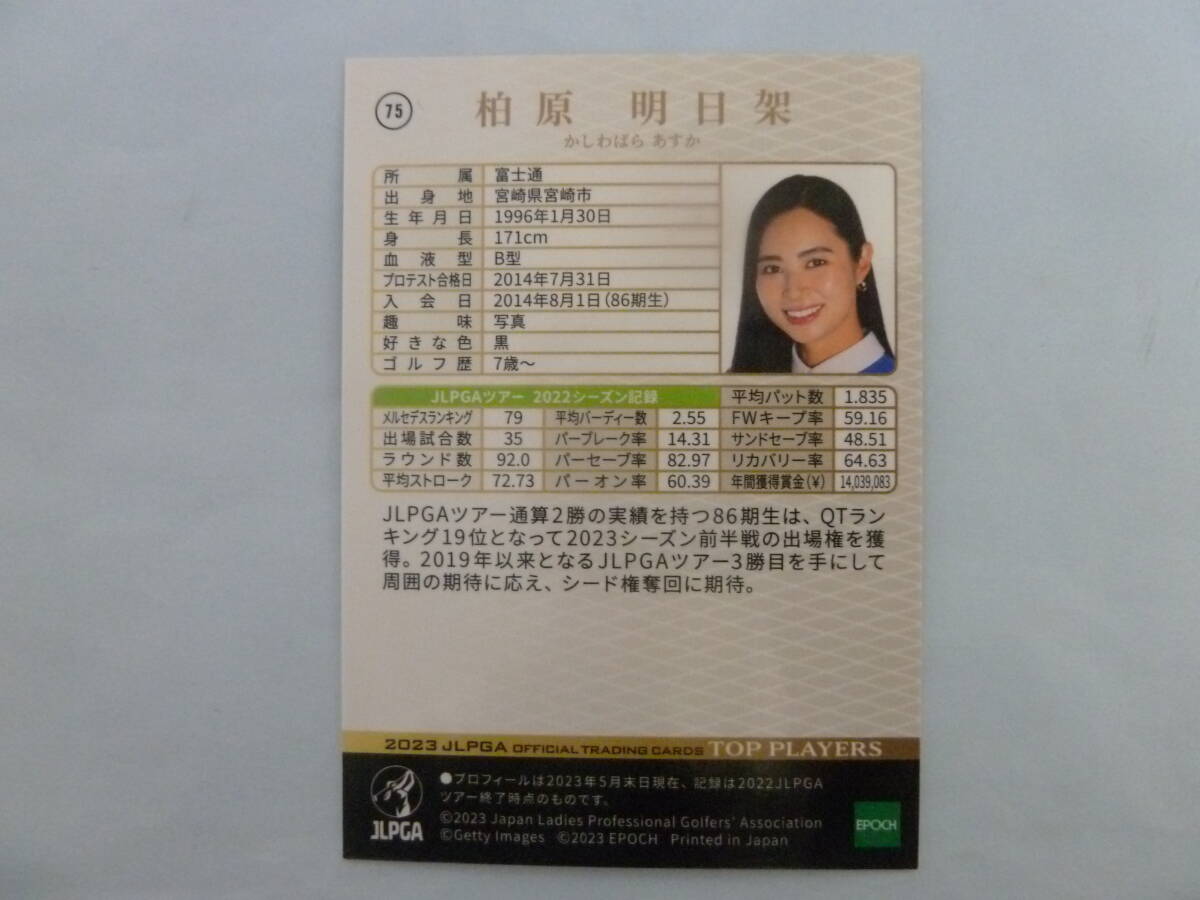 75
柏原 明日架
かしわばら あすか
所属 富士通
出身地 宮崎県宮崎市
生年月日 1996年1月30日
身長 171cm
血液型 B型
プロテスト合格日 2014年7月31日
入会日 2014年8月1日(86期生)
趣味 写真
好きな色 黒
ゴルフ歴 7歳～
JLPGAツアー 2022シーズン記録 平均パット数 1.835
メルセデスランキング 79 平均バーディー数 2.55 FWキープ率 59.16
出場試合数 35 パーブレーク率 14.31 サンドセーブ率 48.51
ラウンド数 92.0 パーセーブ率 82.97 リカバリー率 64.63
平均ストローク 72.73 パーオン率 60.39 年間獲得賞金(¥) 14,039,083
JLPGAツアー通算2勝の実績を持つ86期生は、QTラン
キング19位となって2023シーズン前半戦の出場権を獲
得。2019年以来となるJLPGAツアー3勝目を手にして
周囲の期待に応え、シード権奪回に期待。
2023 JLPGA OFFICIAL TRADING CARDS TOP PLAYERS
●プロフィールは2023年5月末日現在、記録は2022JLPGA
ツアー終了時点のものです。
©2023 Japan Ladies Professional Golfers' Association
©Getty Images ©2023 EPOCH Printed in Japan
JLPGA
EPOCH